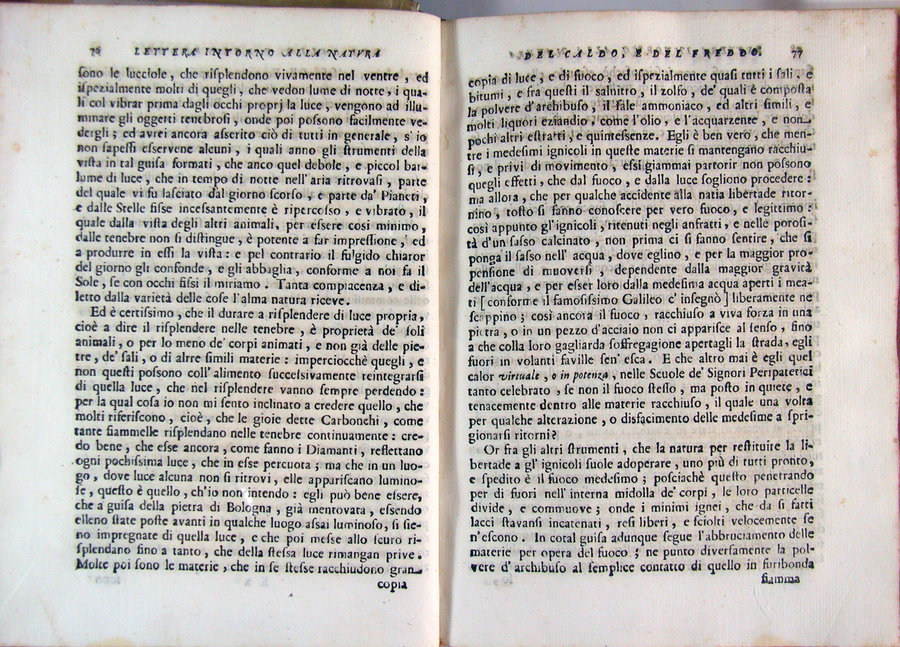 76 LETTERA INTORNO ALLA NATURA
ſono le lucciole, che riſplendono vivamente nel ventre, ed
iſpezialmente molti di quegli, che vedon lume di notte, i qua-
li col vibrar prima dagli occhi proprj la luce, vengono ad illu-
minare gli oggetti tenebroſi, onde poi poſſono facilmente ve-
dergli; ed avrei ancora aſſerito ciò di tutti in generale, s' io
non ſapeſſi eſſervene alcuni, i quali anno gli ſtrumenti della
viſta in tal guiſa formati, che anco quel debole, e piccol bar-
lume di luce, che in tempo di notte nell' aria ritrovaſi, parte
del quale vi fu laſciato dal giorno ſcorſo, e parte da' Pianeti,
e dalle Stelle fiſſe inceſſantemente è ripercoſſo, e vibrato, il
quale dalla viſta degli altri animali, per eſſere così minimo,
dalle tenebre non ſi diſtingue, è potente a far impreſſione, ed
a produrre in eſſi la viſta: e pel contrario il fulgido chiaror
del giorno gli confonde, e gli abbaglia, conforme a noi fa il
Sole, ſe con occhi fiſſi il miriamo. Tanta compiacenza, e di-
letto dalla varietà delle coſe l'alma natura riceve.
Ed è certiſſimo, che il durare a riſplendere di luce propria,
cioè a dire il riſplendere nelle tenebre, è proprietà de' ſoli
animali, o per lo meno de' corpi animati, e non già delle pie-
tre, de' ſali, o di altre ſimili materie: imperciocchè quegli, e
non queſti poſſono coll' alimento ſucceſſivamente reintegrarſi
di quella luce, che nel riſplendere vanno ſempre perdendo:
per la qual coſa io non mi ſento inclinato a credere quello, che
molti riferiſcono, cioè, che le gioie dette Carbonchi, come
tante fiammelle riſplendano nelle tenebre continuamente: cre-
do bene, che eſſe ancora, come fanno i Diamanti, reflettano
ogni pochiſſima luce, che in eſſe percuota; ma che in un luo-
go, dove luce alcuna non ſi ritrovi, elle appariſcano lumino-
ſe, queſto è quello, ch'io non intendo: egli può bene eſſere,
che a guiſa della pietra di Bologna, già mentovata, eſſendo
elleno ſtate poſte avanti in qualche luogo aſſai luminoſo, ſi ſie-
no impregnate di quella luce, e che poi meſſe allo ſcuro ri-
ſplendano fino a tanto, che della ſteſſa luce rimangan prive.
Molte poi ſono le materie, che in ſe ſteſſe racchiudono gran
copia
DEL CALDO, E DEL FREDDO. 77
copia di luce, e di fuoco, ed iſpezialmente quaſi tutti i ſali, e
bitumi, e fra queſti il ſalnitro, il zolfo, de' quali è compoſta
la polvere d'archibuſo, il ſale ammoniaco, ed altri ſimili, e
molti liquori eziandio, come l'olio, e l'acquarzente, e non
pochi altri eſtratti, e quinteſſenze. Egli è ben vero, che men-
tre i medeſimi ignicoli in queſte materie ſi mantengano racchiu-
ſi, e privi di movimento, eſſi giammai partorir non poſſono
quegli effetti, che dal fuoco, e dalla luce ſogliono procedere:
ma allora, che per qualche accidente alla natia libertade ritor-
nino, toſto ſi fanno conoſcere per vero fuoco, e legittimo:
così appunto gl'ignicoli, ritenuti negli anfratti, e nelle poroſi-
tà d'un ſaſſo calcinato, non prima ci ſi fanno ſentire, che ſi
ponga il ſaſſo nell' acqua, dove eglino, e per la maggior pro-
penſione di muoverſi, dependente dalla maggior gravità
dell'acqua, e per eſſer loro dalla medeſima acqua aperti i mea-
ti [ conforme il famoſiſſimo Galileo c' inſegnò ] liberamente ne
ſcappino; così ancora il fuoco, racchiuſo a viva forza in una
pietra, o in un pezzo d'acciaio non ci appariſce al ſenſo, fino
a che colla loro gagliarda ſoffregagione apertagli la ſtrada, egli
fuori in volanti faville ſen' eſca. E che altro mai è egli quel
calor virtuale, o in potenza, nelle Scuole de' Signori Peripatetici
tanto celebrato, ſe non il fuoco ſteſſo, ma poſto in quiete, e
tenacemente dentro alle materie racchiuſo, il quale una volta
per qualche alterazione, o disfacimento delle medeſime a ſpri-
gionarſi ritorni?
Or fra gli altri ſtrumenti, che la natura per reſtituire la li-
bertade a gl' ignicoli ſuole adoperare, uno più di tutti pronto,
e ſpedito è il fuoco medeſimo; poſciachè queſto penetrando
per di fuori nell' interna midolla de' corpi, le loro particelle
divide, e commuove; onde i minimi ignei, che da ſi fatti
lacci ſtavanſi incatenati, reſi liberi, e ſciolti velocemente ſe
n'eſcono. In cotal guiſa adunque ſegue l'abbruciamento delle
materie per opera del fuoco; ne punto diverſamente la pol-
vere d'archibuſo al ſemplice contatto di quello in furibonda
fiamma